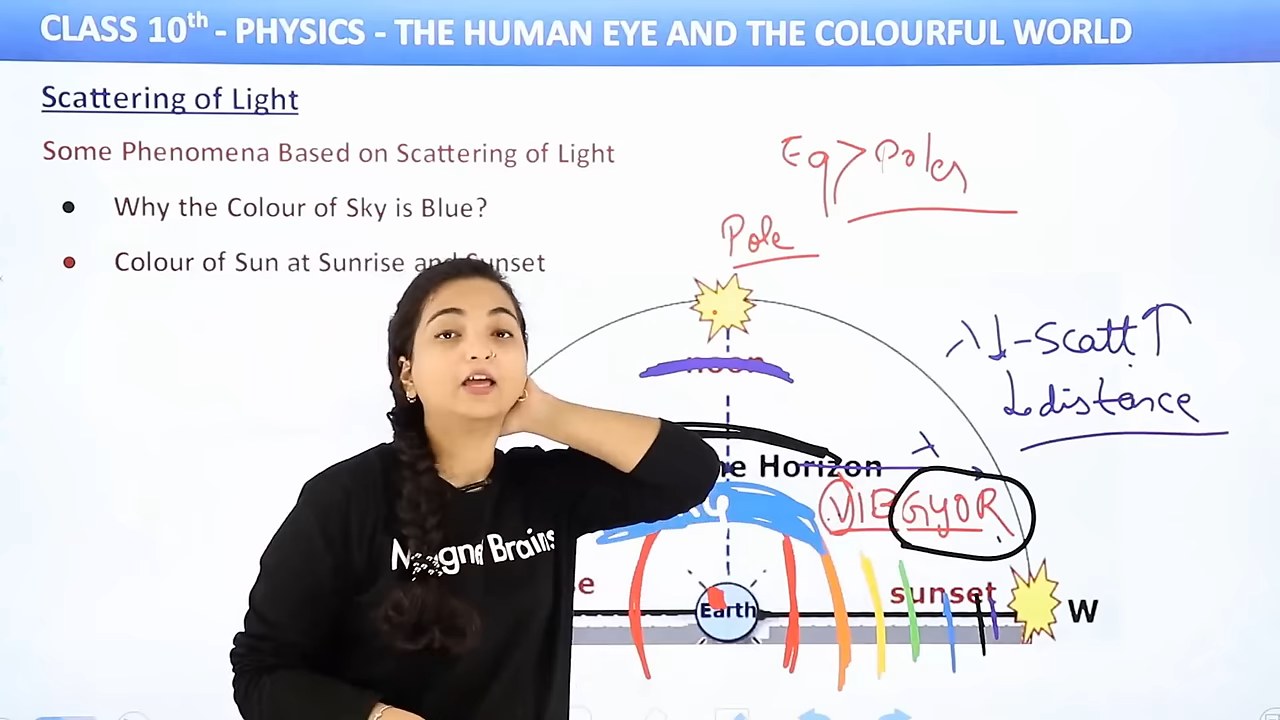 CLASS 10th - PHYSICS - THE HUMAN EYE AND THE COLOURFUL WORLD
Scattering of Light
Some Phenomena Based on Scattering of Light
Eq > Poles
• Why the Colour of Sky is Blue?
Pole
• Colour of Sun at Sunrise and Sunset
λ↓-Scatt↑
noon
↳distance
λ
Horizon
VIBGYOR
Magnet Brains
sunset
Earth
W